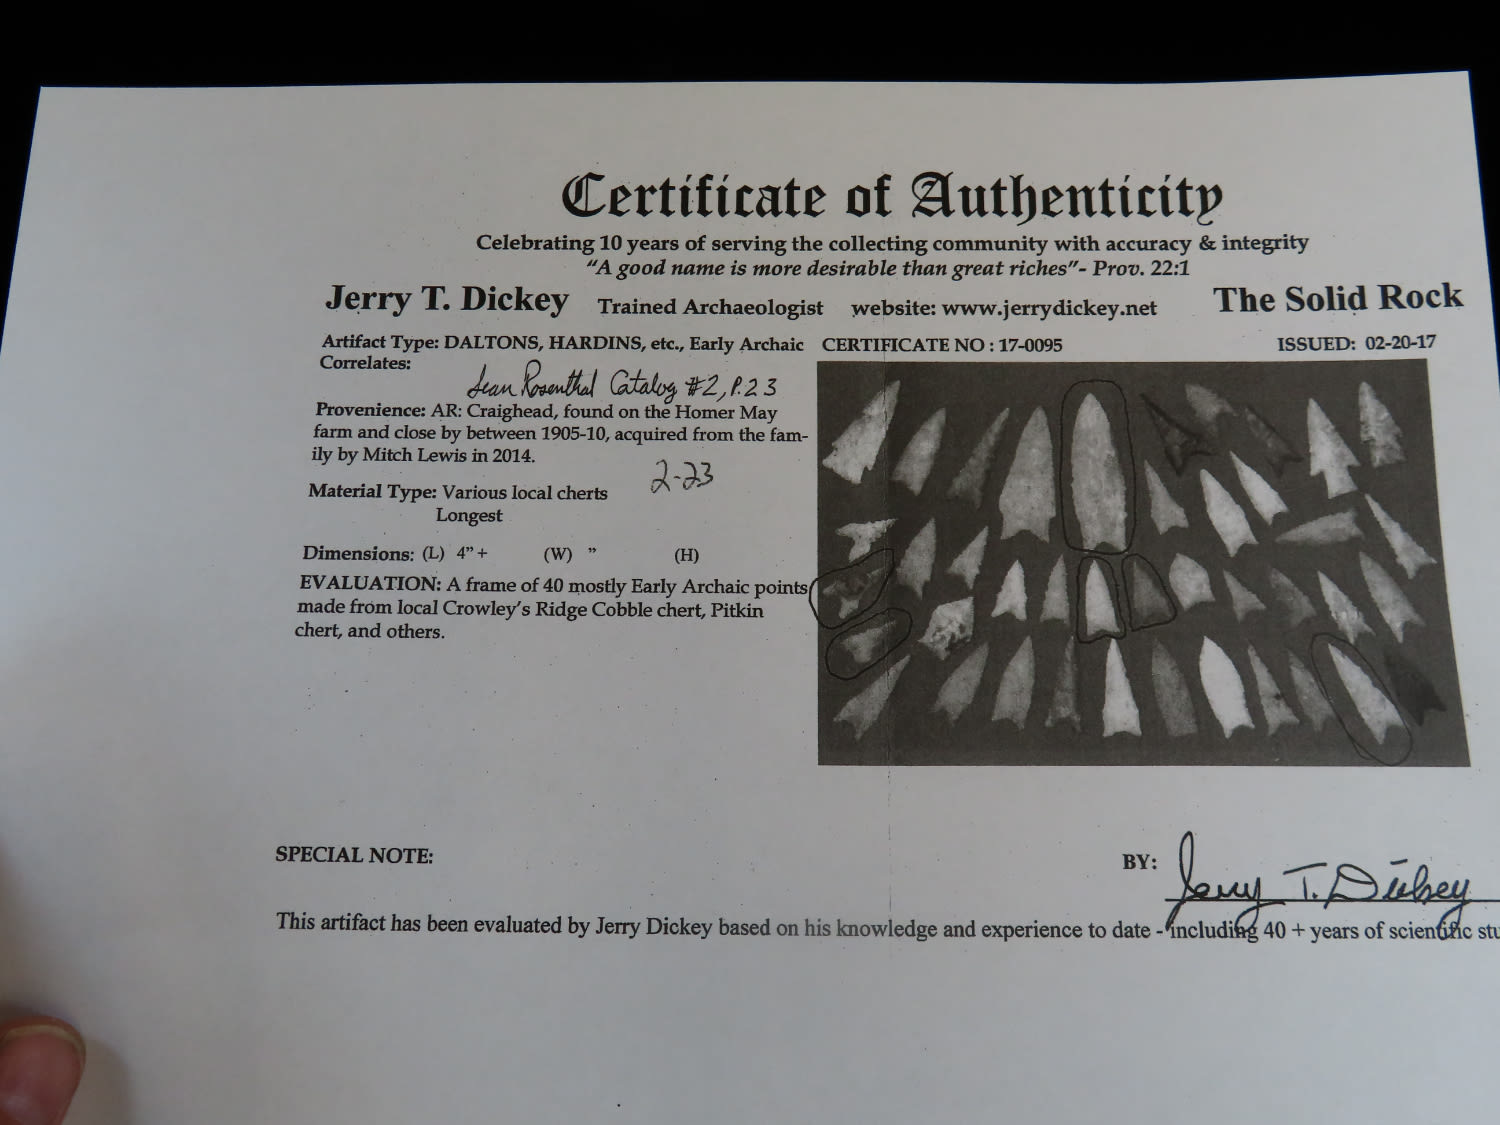 Certificate of Authenticity
Celebrating 10 years of serving the collecting community with accuracy & integrity
"A good name is more desirable than great riches"- Prov. 22:1
Jerry T. Dickey Trained Archaeologist website: www.jerrydickey.net The Solid Rock
Artifact Type: DALTONS, HARDINS, etc., Early Archaic CERTIFICATE NO : 17-0095 ISSUED: 02-20-17
Correlates:
Sean Rosenthal Catalog #2, P.23
Provenience: AR: Craighead, found on the Homer May
farm and close by between 1905-10, acquired from the fam-
ily by Mitch Lewis in 2014.
2-23
Material Type: Various local cherts
Longest
Dimensions: (L) 4"+ (W) " (H)
EVALUATION: A frame of 40 mostly Early Archaic points
made from local Crowley's Ridge Cobble chert, Pitkin
chert, and others.
SPECIAL NOTE:
BY: Jerry T. Dickey
This artifact has been evaluated by Jerry Dickey based on his knowledge and experience to date - including 40 + years of scientific stu